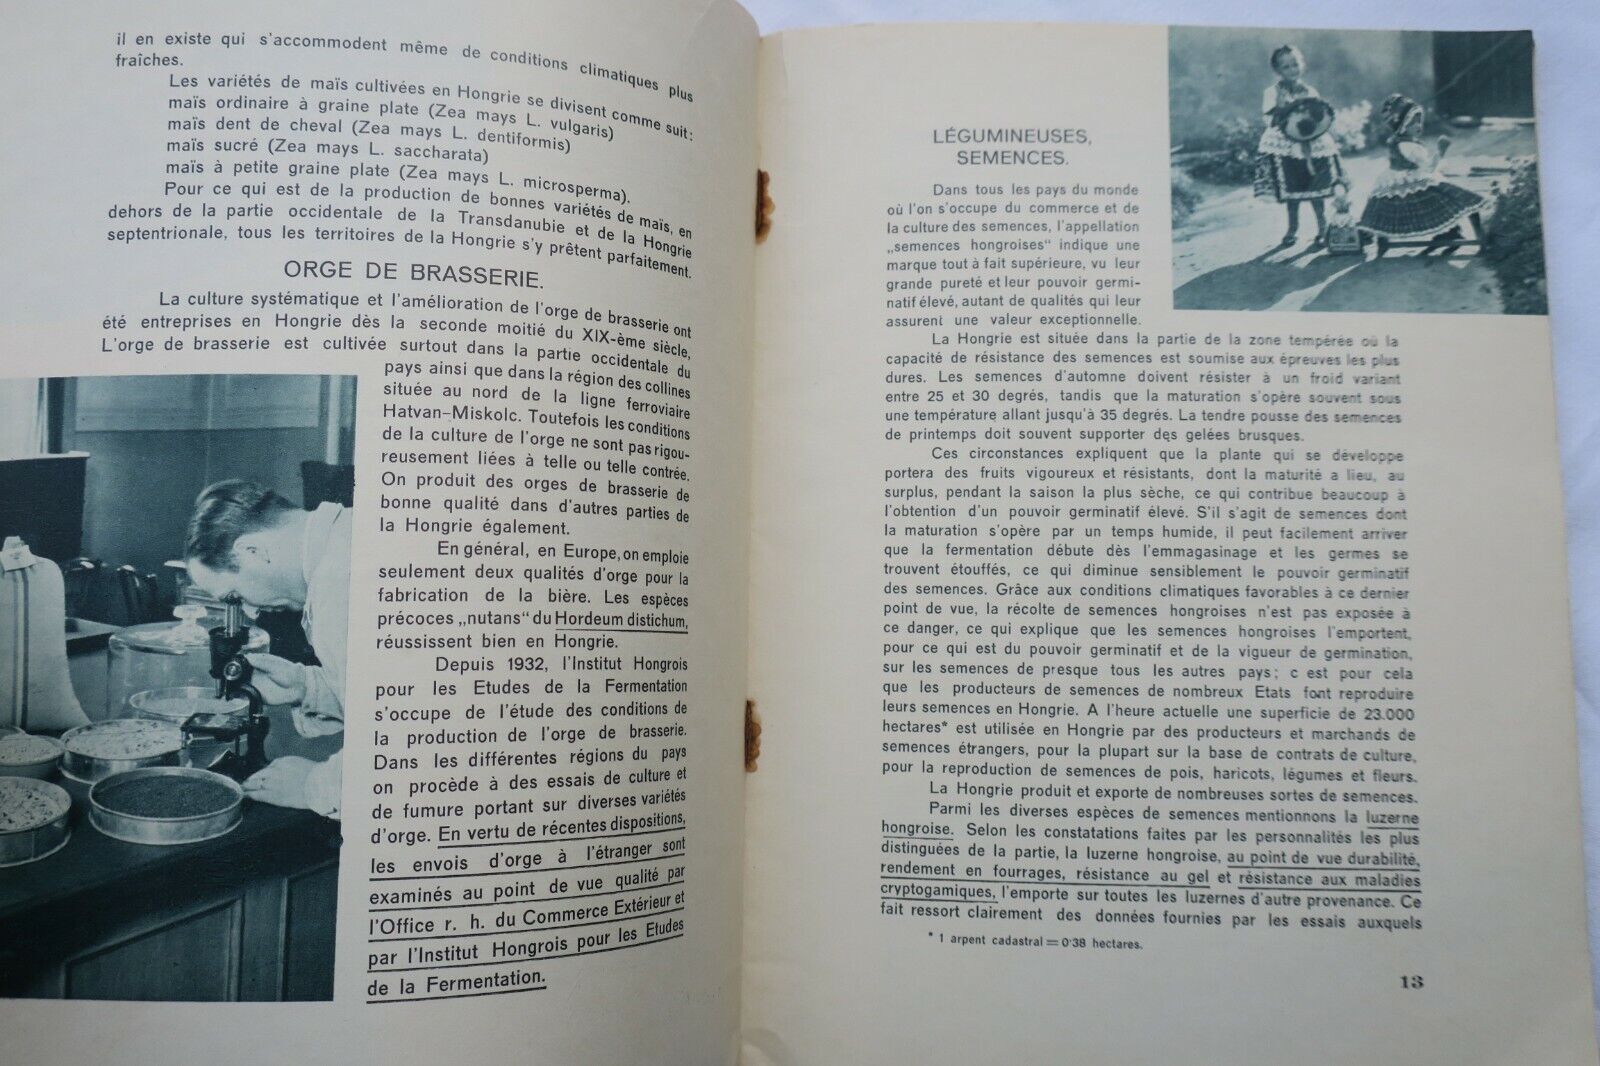 il en existe qui s'accommodent même de conditions climatiques plus
fraîches.
Les variétés de maïs cultivées en Hongrie se divisent comme suit:
maïs ordinaire à graine plate (Zea mays L. vulgaris)
maïs dent de cheval (Zea mays L. dentiformis)
maïs sucré (Zea mays L. saccharata)
maïs à petite graine plate (Zea mays L. microsperma).
Pour ce qui est de la production de bonnes variétés de maïs, en
dehors de la partie occidentale de la Transdanubie et de la Hongrie
septentrionale, tous les territoires de la Hongrie s'y prêtent parfaitement.
ORGE DE BRASSERIE.
La culture systématique et l'amélioration de l'orge de brasserie ont
été entreprises en Hongrie dès la seconde moitié du XIX-ème siècle,
L'orge de brasserie est cultivée surtout dans la partie occidentale du
pays ainsi que dans la région des collines
située au nord de la ligne ferroviaire
Hatvan–Miskolc. Toutefois les conditions
de la culture de l'orge ne sont pas rigou-
reusement liées à telle ou telle contrée.
On produit des orges de brasserie de
bonne qualité dans d'autres parties de
la Hongrie également.
En général, en Europe, on emploie
seulement deux qualités d'orge pour la
fabrication de la bière. Les espèces
précoces „nutans" du Hordeum distichum,
réussissent bien en Hongrie.
Depuis 1932, l'Institut Hongrois
pour les Etudes de la Fermentation
s'occupe de l'étude des conditions de
la production de l'orge de brasserie.
Dans les différentes régions du pays
on procède à des essais de culture et
de fumure portant sur diverses variétés
d'orge. En vertu de récentes dispositions,
les envois d'orge à l'étranger sont
examinés au point de vue qualité par
l'Office r. h. du Commerce Extérieur et
par l'Institut Hongrois pour les Etudes
de la Fermentation.
LÉGUMINEUSES,
SEMENCES.
Dans tous les pays du monde
où l'on s'occupe du commerce et de
la culture des semences, l'appellation
„semences hongroises" indique une
marque tout à fait supérieure, vu leur
grande pureté et leur pouvoir germi-
natif élevé, autant de qualités qui leur
assurent une valeur exceptionnelle.
La Hongrie est située dans la partie de la zone tempérée où la
capacité de résistance des semences est soumise aux épreuves les plus
dures. Les semences d'automne doivent résister à un froid variant
entre 25 et 30 degrés, tandis que la maturation s'opère souvent sous
une température allant jusqu'à 35 degrés. La tendre pousse des semences
de printemps doit souvent supporter des gelées brusques.
Ces circonstances expliquent que la plante qui se développe
portera des fruits vigoureux et résistants, dont la maturité a lieu, au
surplus, pendant la saison la plus sèche, ce qui contribue beaucoup à
l'obtention d'un pouvoir germinatif élevé. S'il s'agit de semences dont
la maturation s'opère par un temps humide, il peut facilement arriver
que la fermentation débute dès l'emmagasinage et les germes se
trouvent étouffés, ce qui diminue sensiblement le pouvoir germinatif
des semences. Grâce aux conditions climatiques favorables à ce dernier
point de vue, la récolte de semences hongroises n'est pas exposée à
ce danger, ce qui explique que les semences hongroises l'emportent,
pour ce qui est du pouvoir germinatif et de la vigueur de germination,
sur les semences de presque tous les autres pays; c est pour cela
que les producteurs de semences de nombreux Etats font reproduire
leurs semences en Hongrie. A l'heure actuelle une superficie de 23.000
hectares* est utilisée en Hongrie par des producteurs et marchands de
semences étrangers, pour la plupart sur la base de contrats de culture,
pour la reproduction de semences de pois, haricots, légumes et fleurs.
La Hongrie produit et exporte de nombreuses sortes de semences.
Parmi les diverses espèces de semences mentionnons la luzerne
hongroise. Selon les constatations faites par les personnalités les plus
distinguées de la partie, la luzerne hongroise, au point de vue durabilité,
rendement en fourrages, résistance au gel et résistance aux maladies
cryptogamiques, l'emporte sur toutes les luzernes d'autre provenance. Ce
fait ressort clairement des données fournies par les essais auxquels
* 1 arpent cadastral = 0'38 hectares.
13